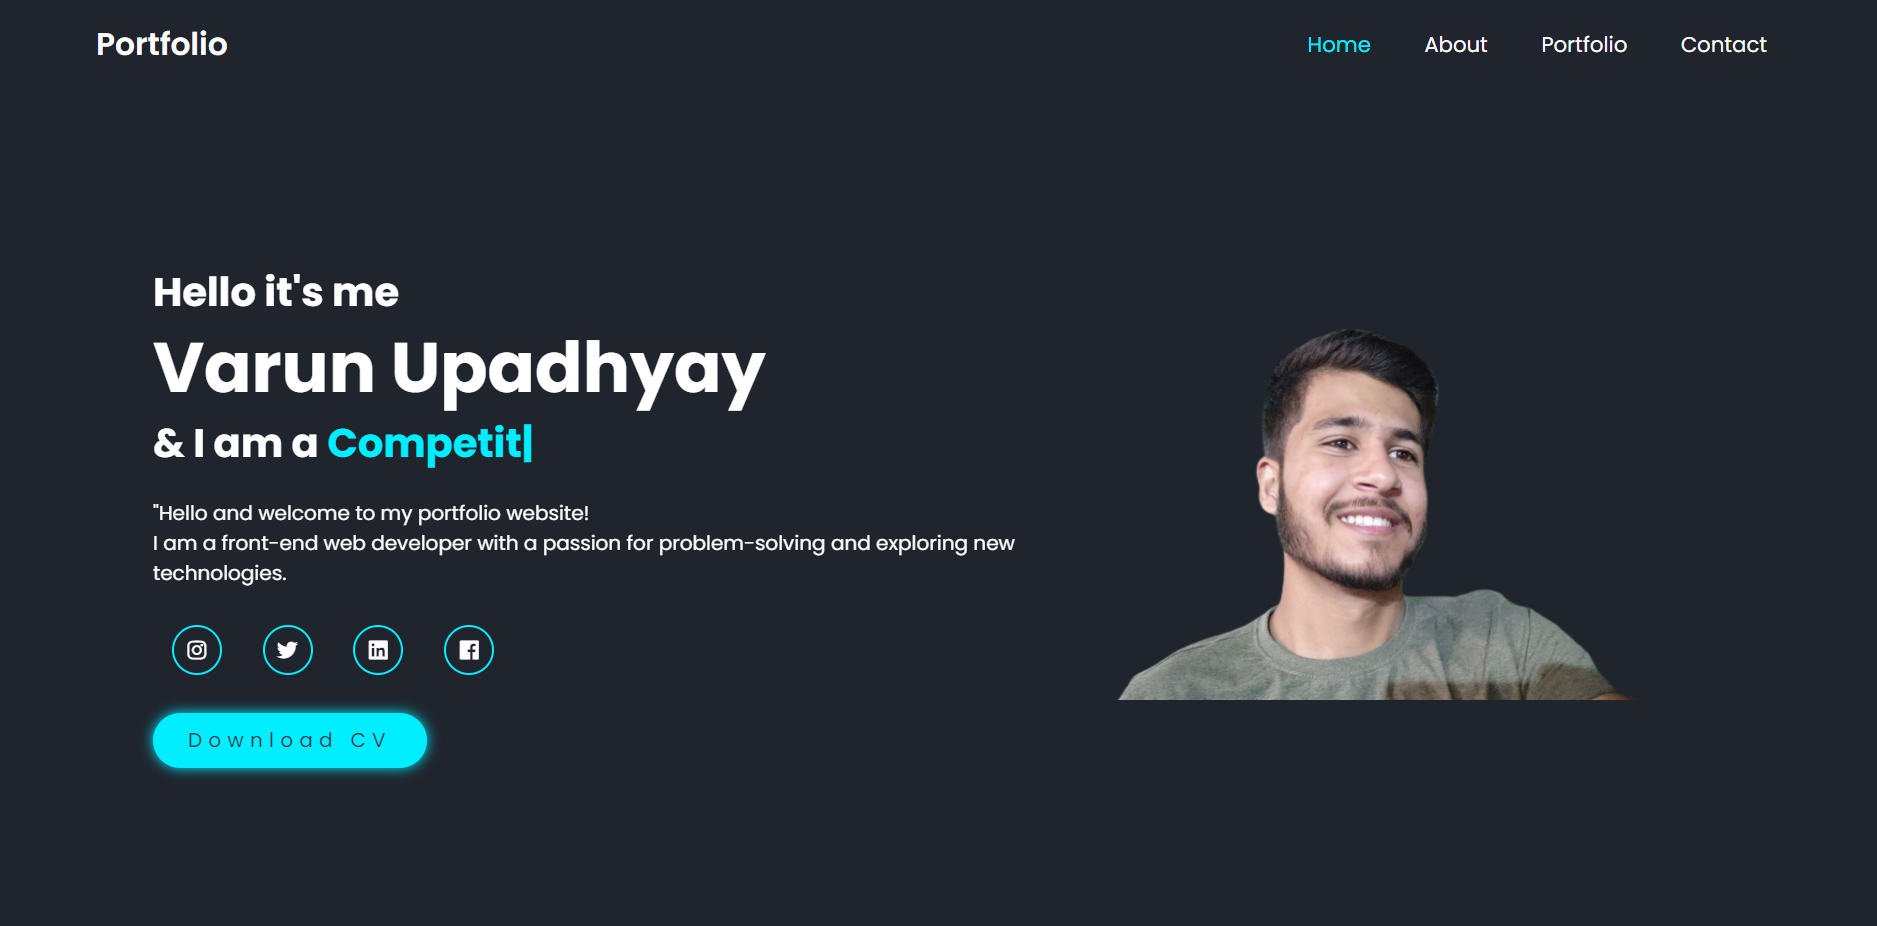 Portfolio
Home About Portfolio Contact
Hello it's me
Varun Upadhyay
& I am a Competit|
"Hello and welcome to my portfolio website!
I am a front-end web developer with a passion for problem-solving and exploring new
technologies.
Download CV